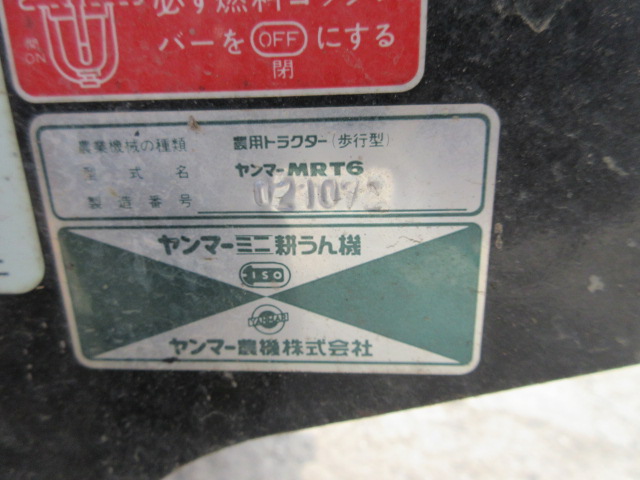 必ず燃料コック
バーを OFF にする
閉
ON
農業機械の種類 農用トラクター(歩行型)
型式名 ヤンマーMRT6
製造番号
ヤンマーミニ耕うん機
ISO
YANMAR
ヤンマー農機株式会社